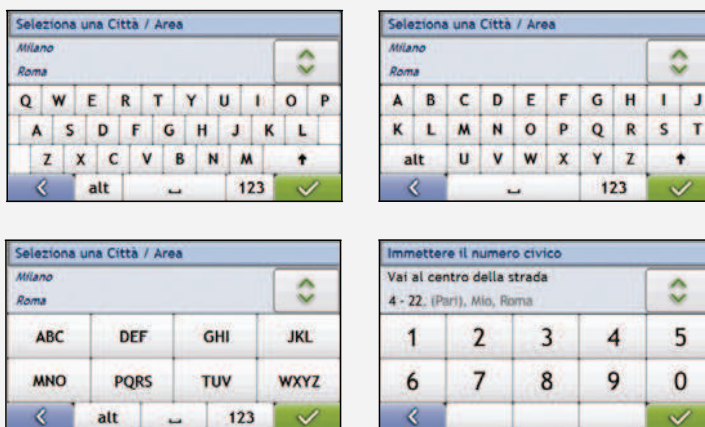 Seleziona una Città / Area
Milano
Roma
Q W E R T Y U I O P
A S D F G H J K L
Z X C V B N M
alt 123
Seleziona una Città / Area
Milano
Roma
A B C D E F G H I J
K L M N O P Q R S T
alt U V W X Y Z
123
Seleziona una Città / Area
Milano
Roma
ABC DEF GHI JKL
MNO PQRS TUV WXYZ
alt 123
Immettere il numero civico
Vai al centro della strada
4 - 22, (Pari), Mio, Roma
1 2 3 4 5
6 7 8 9 0